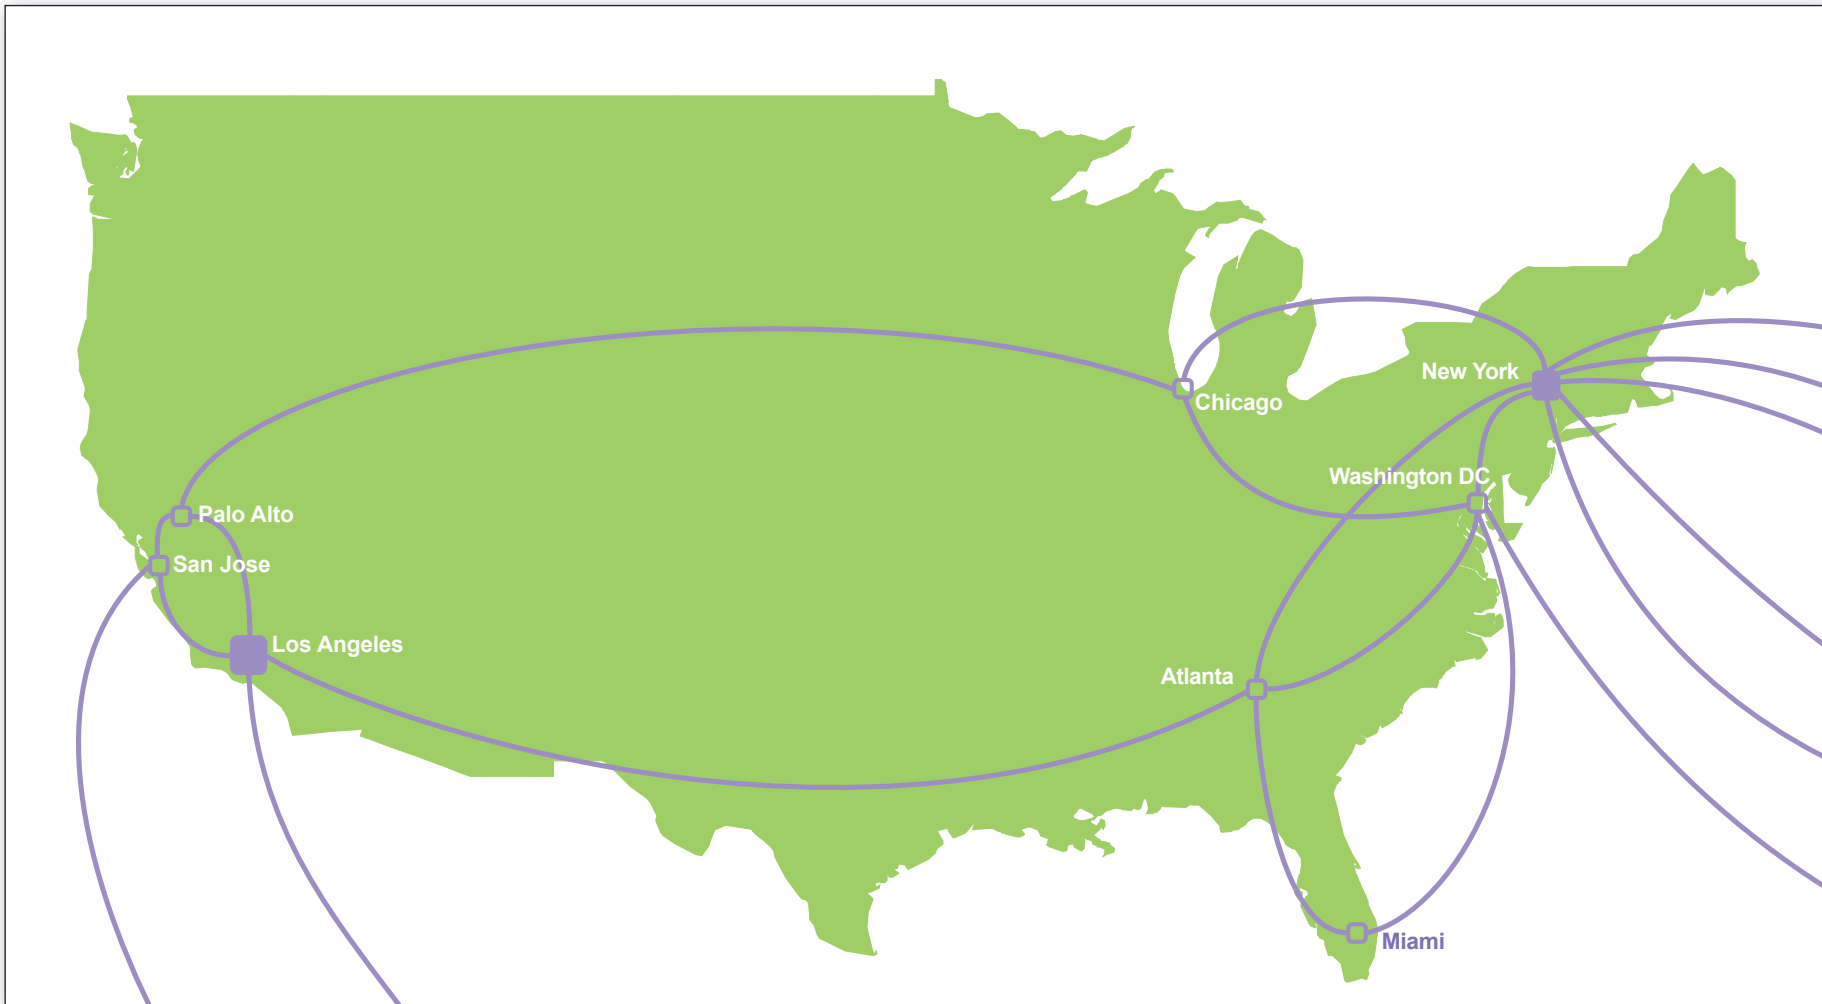 New York
Chicago
Washington DC
Palo Alto
San Jose
Los Angeles
Atlanta
Miami